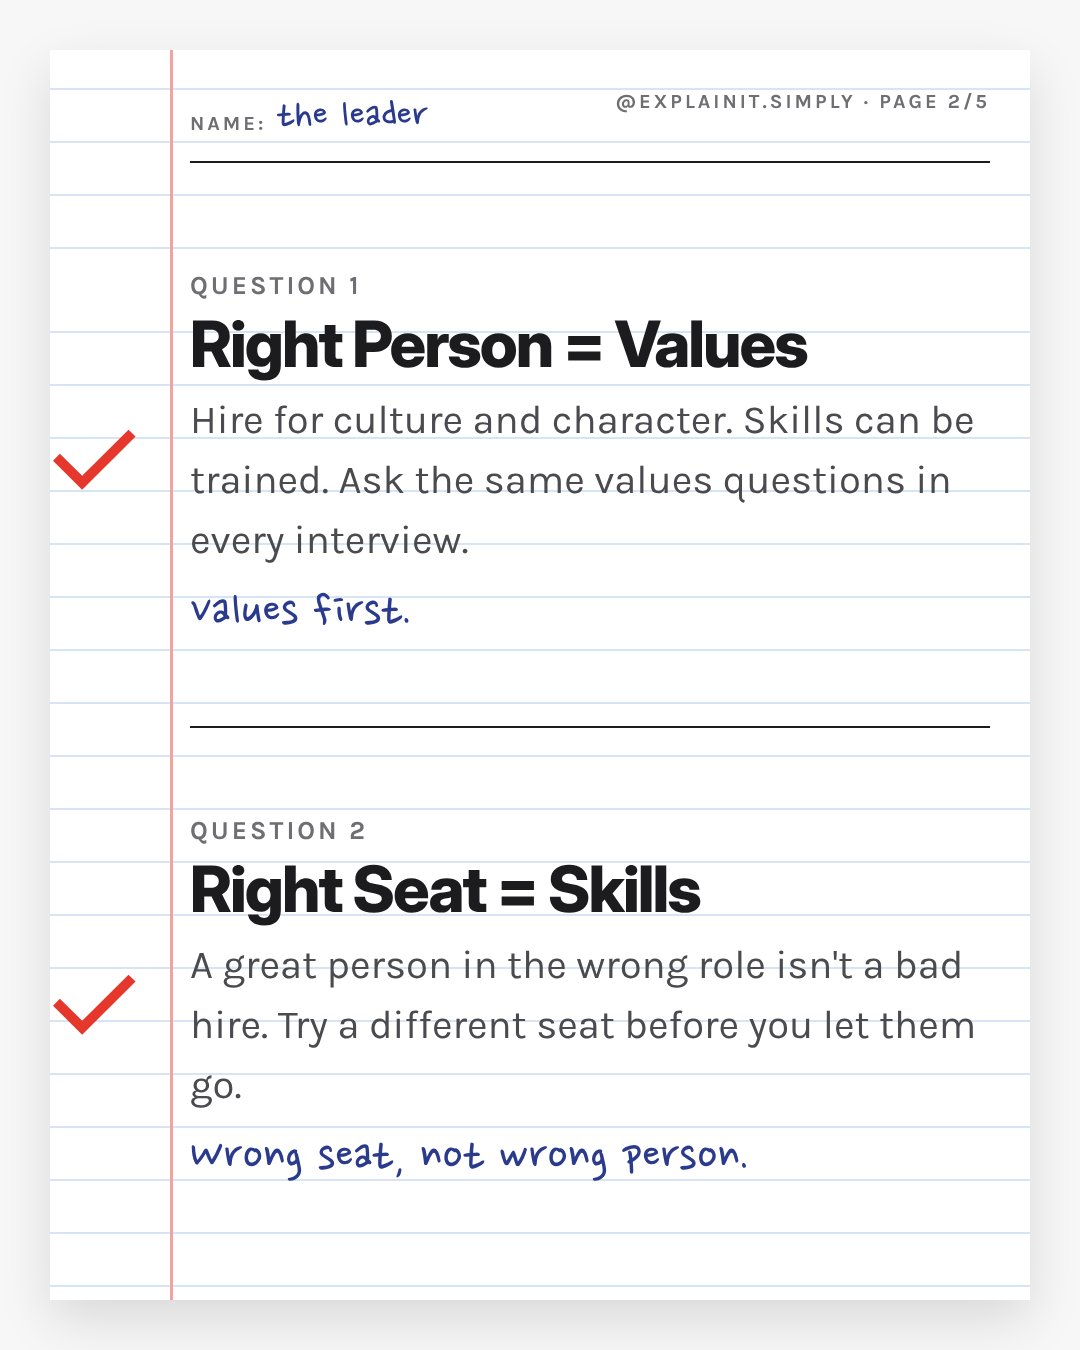 NAME: the leader
@EXPLAINIT.SIMPLY · PAGE 2/5
QUESTION 1
Right Person = Values
Hire for culture and character. Skills can be
trained. Ask the same values questions in
every interview.
values first.
QUESTION 2
Right Seat = Skills
A great person in the wrong role isn't a bad
hire. Try a different seat before you let them
go.
wrong seat, not wrong person.